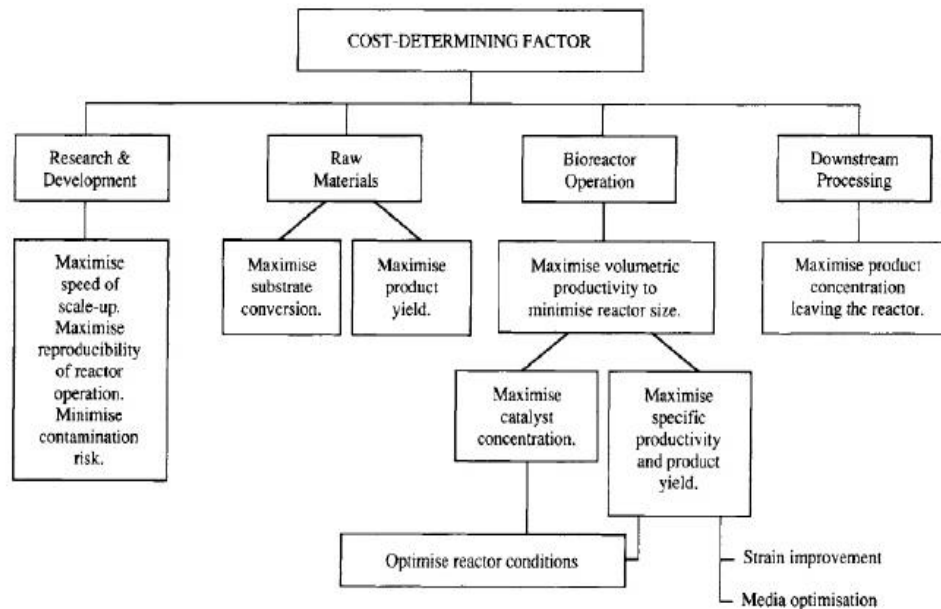 COST-DETERMINING FACTOR
Research &
Development
Raw
Materials
Bioreactor
Operation
Downstream
Processing
Maximise
speed of
scale-up.
Maximise
reproducibility
of reactor
operation.
Minimise
contamination
risk.
Maximise
substrate
conversion.
Maximise
product
yield.
Maximise volumetric
productivity to
minimise reactor size.
Maximise product
concentration
leaving the reactor.
Maximise
catalyst
concentration.
Maximise
specific
productivity
and product
yield.
Optimise reactor conditions
Strain improvement
Media optimisation